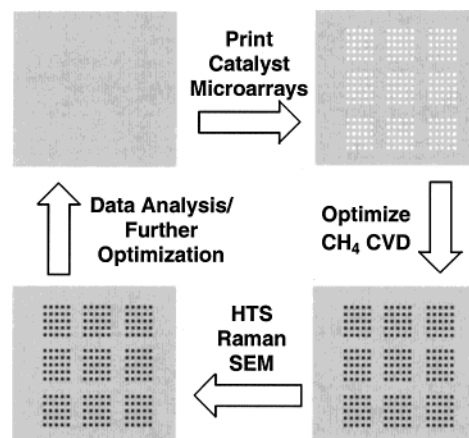 Print
Catalyst
Microarrays
Optimize
CH₄ CVD
HTS
Raman
SEM
Data Analysis/
Further
Optimization